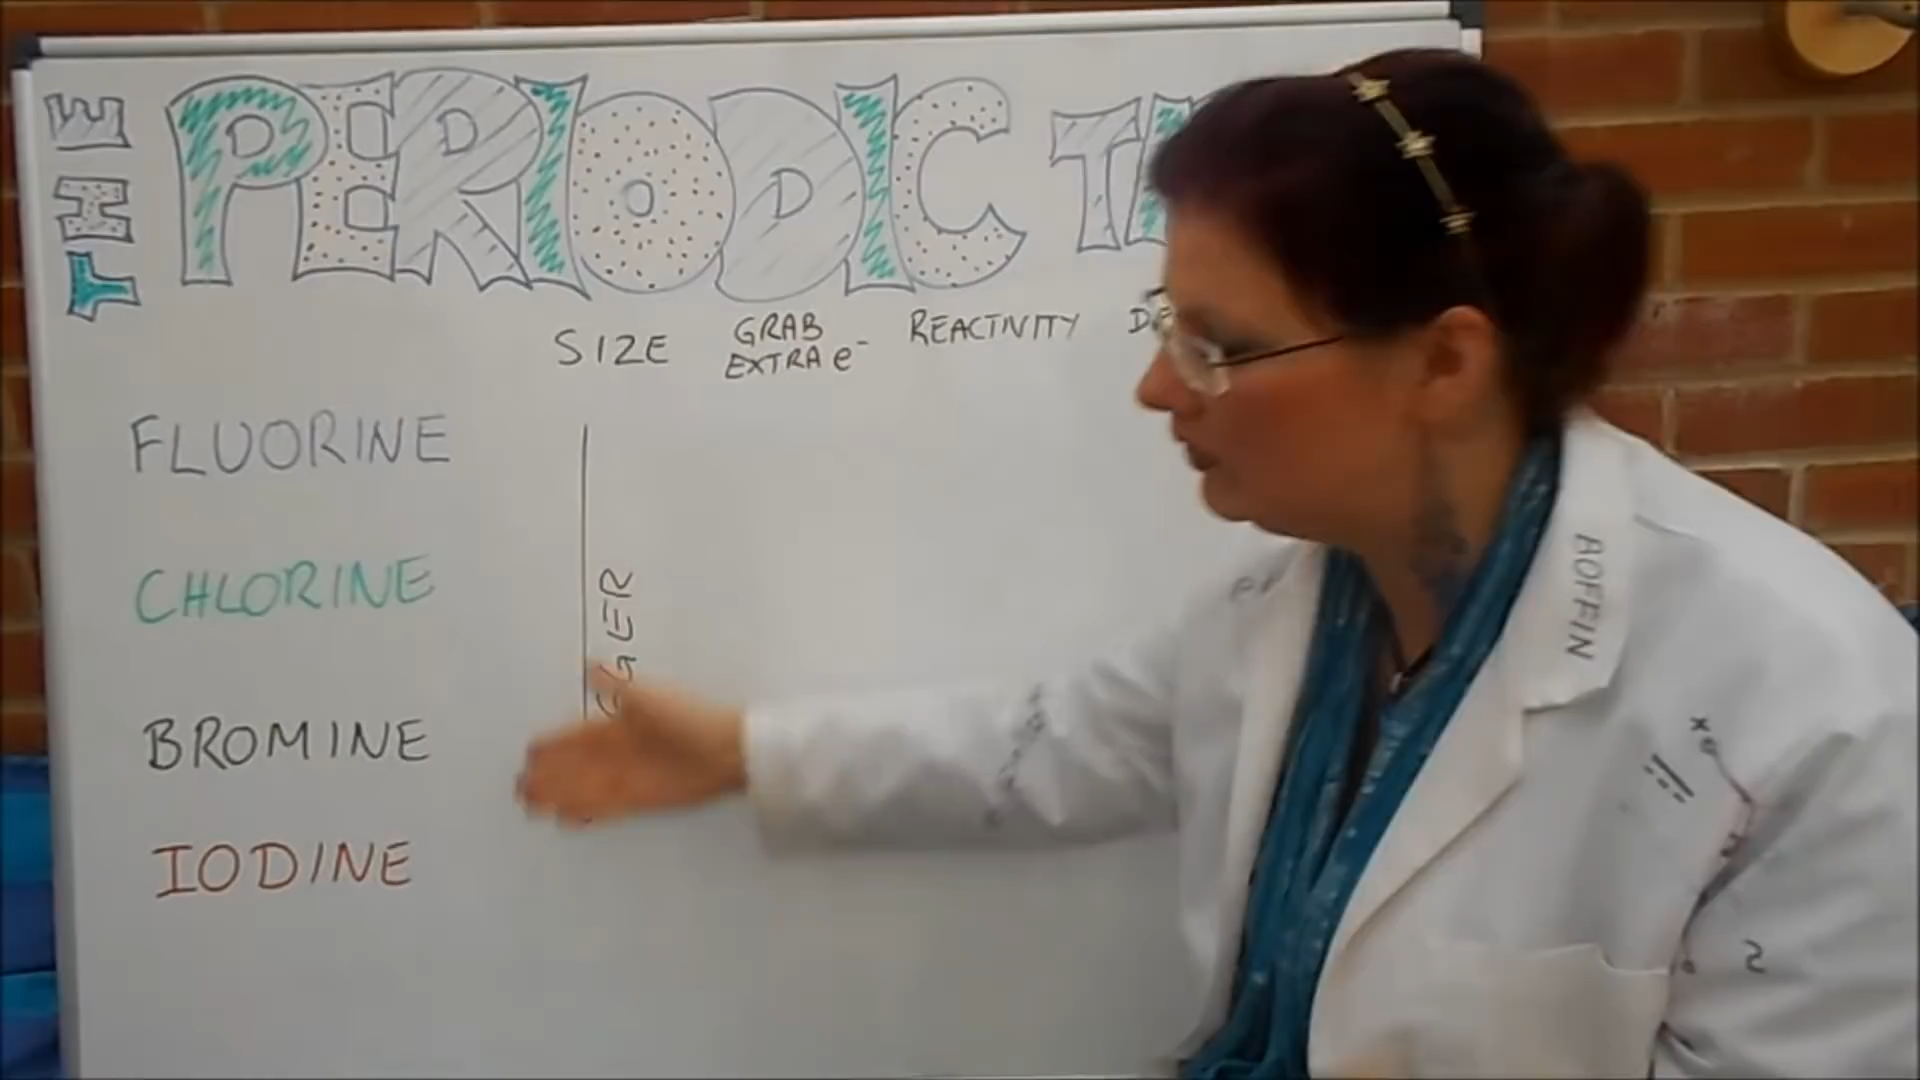 THE PERIODIC
SIZE
GRAB
EXTRA e⁻
REACTIVITY
FLUORINE
CHLORINE
BROMINE
IODINE
BOFFIN